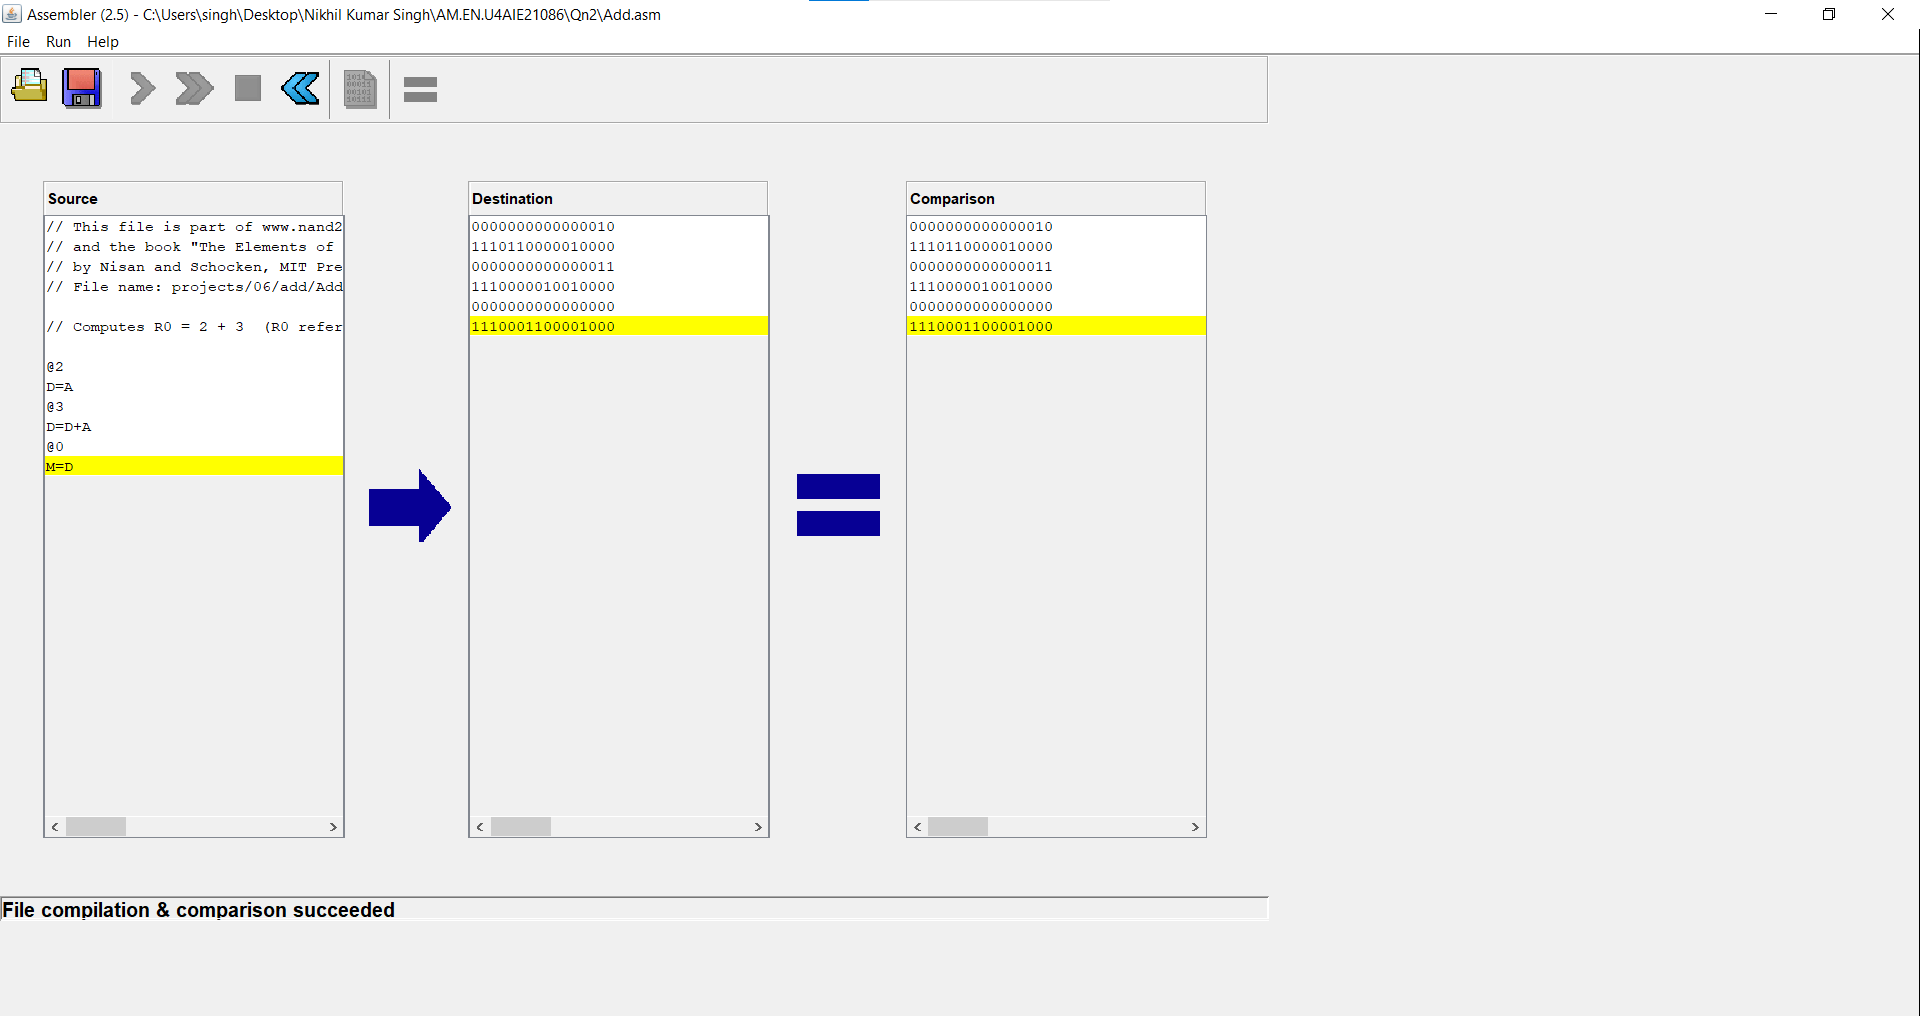 Assembler (2.5) - C:\Users\singh\Desktop\Nikhil Kumar Singh\AM.EN.U4AIE21086\Qn2\Add.asm
File Run Help
Source
// This file is part of www.nand2
// and the book "The Elements of
// by Nisan and Schocken, MIT Pre
// File name: projects/06/add/Add
// Computes R0 = 2 + 3  (R0 refer
@2
D=A
@3
D=D+A
@0
M=D
Destination
0000000000000010
1110110000010000
0000000000000011
1110000010010000
0000000000000000
1110001100001000
Comparison
0000000000000010
1110110000010000
0000000000000011
1110000010010000
0000000000000000
1110001100001000
File compilation & comparison succeeded